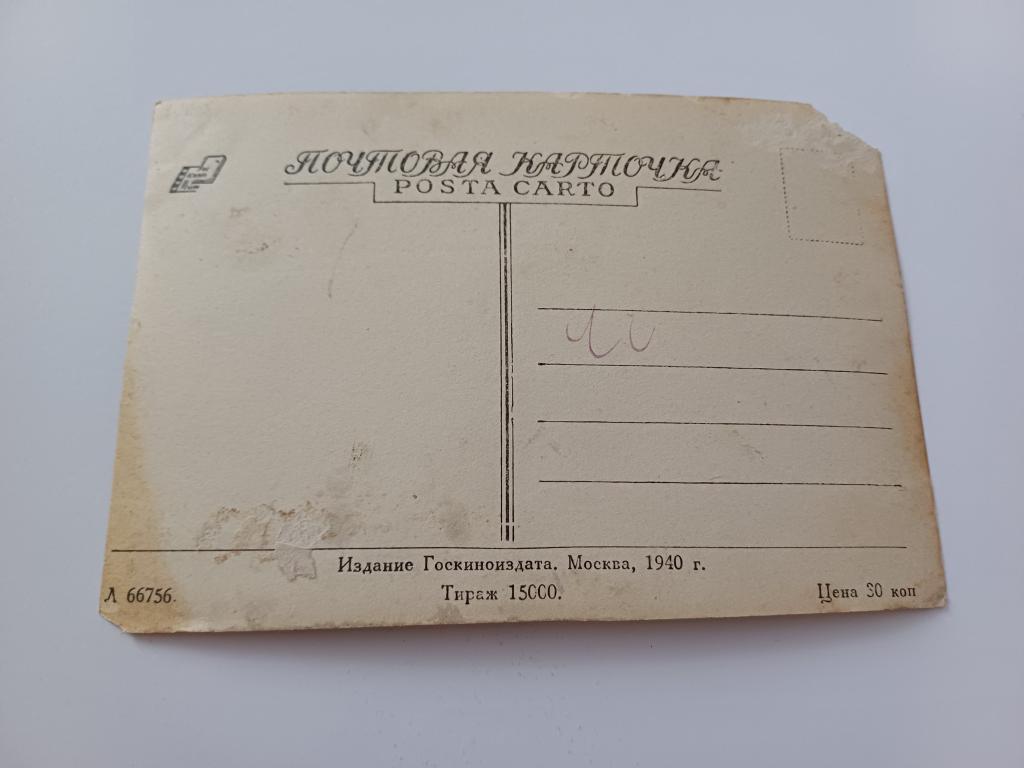 ПОЧТОВАЯ КАРТОЧКА
POSTA CARTO
Издание Госкиноиздата. Москва, 1940 г.
Л 66756.
Тираж 15000.
Цена 30 коп